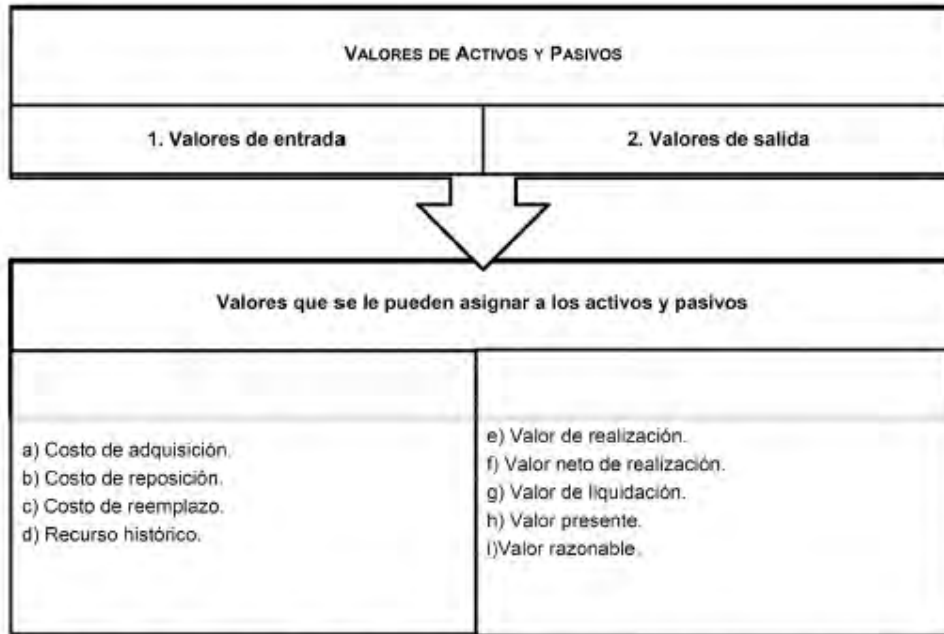 VALORES DE ACTIVOS Y PASIVOS
1. Valores de entrada
2. Valores de salida
Valores que se le pueden asignar a los activos y pasivos
a) Costo de adquisición.
b) Costo de reposición.
c) Costo de reemplazo.
d) Recurso histórico.
e) Valor de realización.
f) Valor neto de realización.
g) Valor de liquidación.
h) Valor presente.
i)Valor razonable.